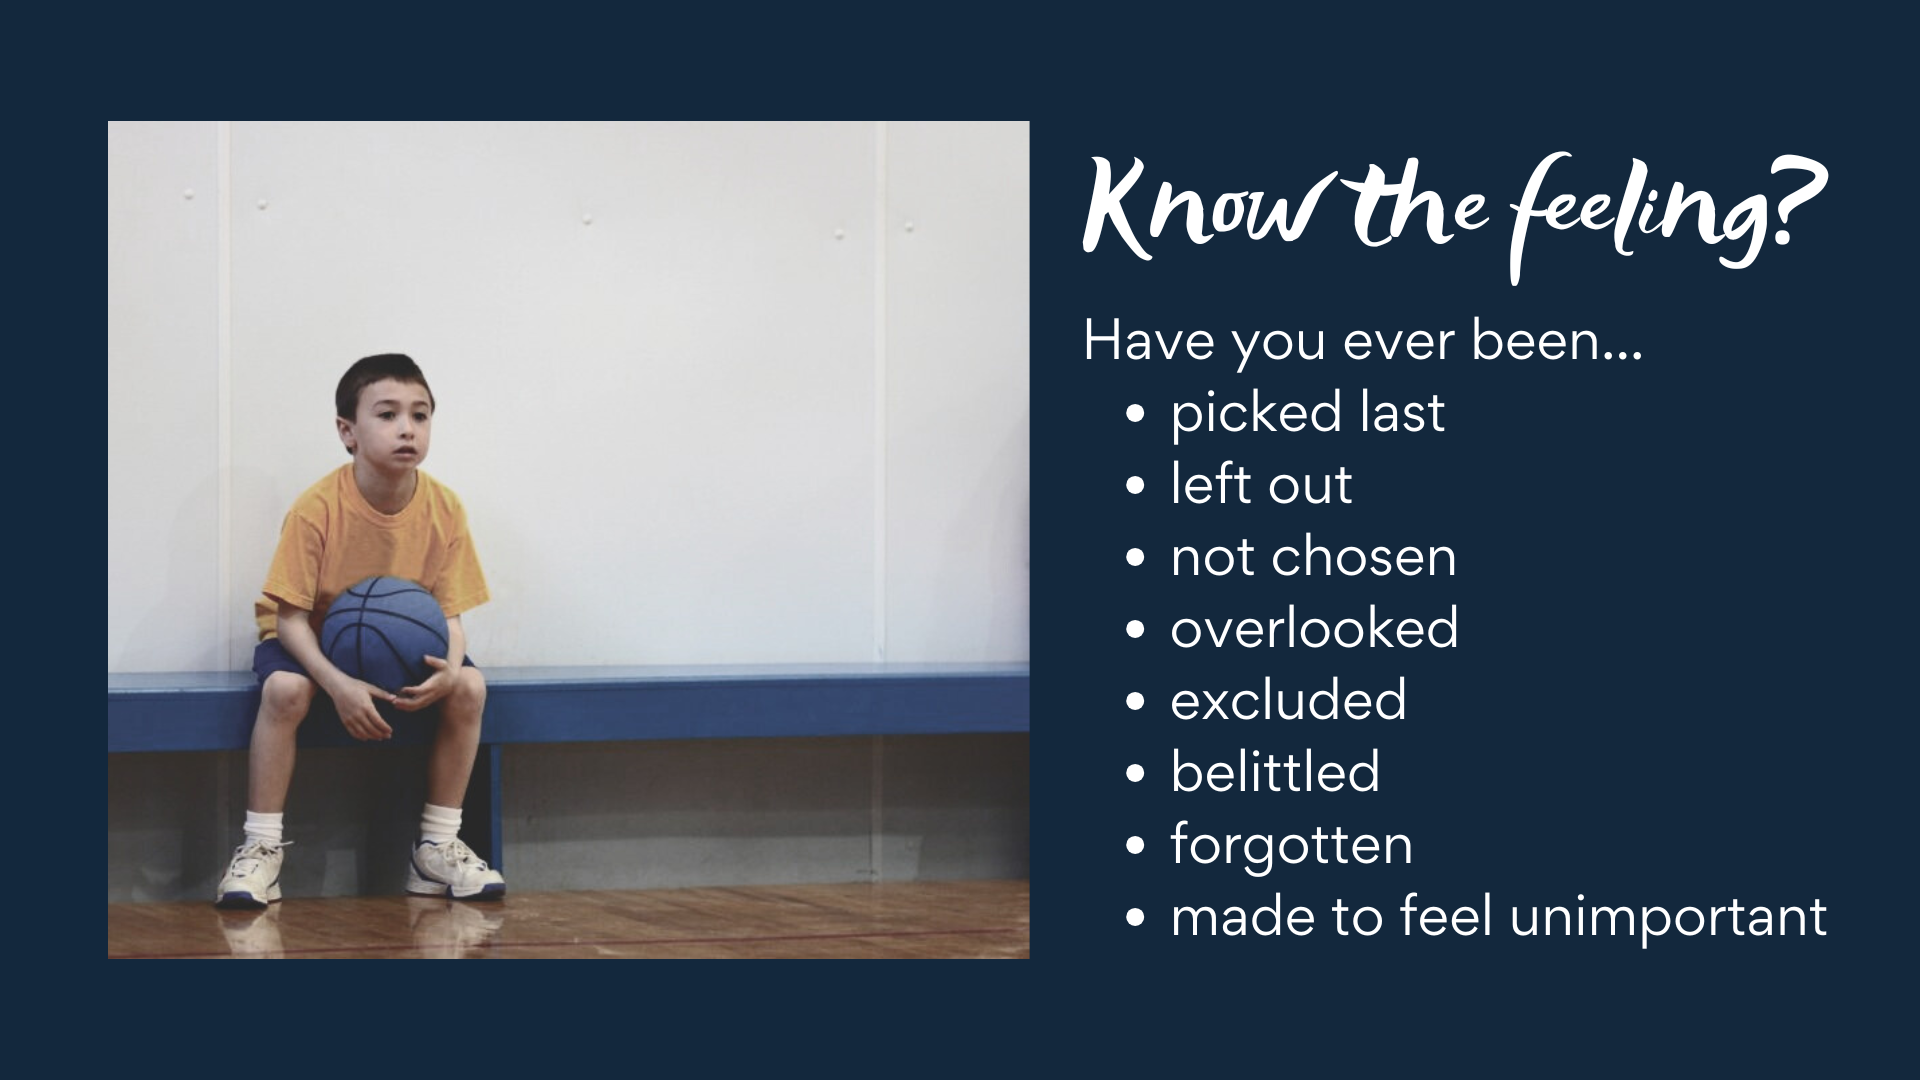 Know the feeling?
Have you ever been...
• picked last
• left out
• not chosen
• overlooked
• excluded
• belittled
• forgotten
• made to feel unimportant